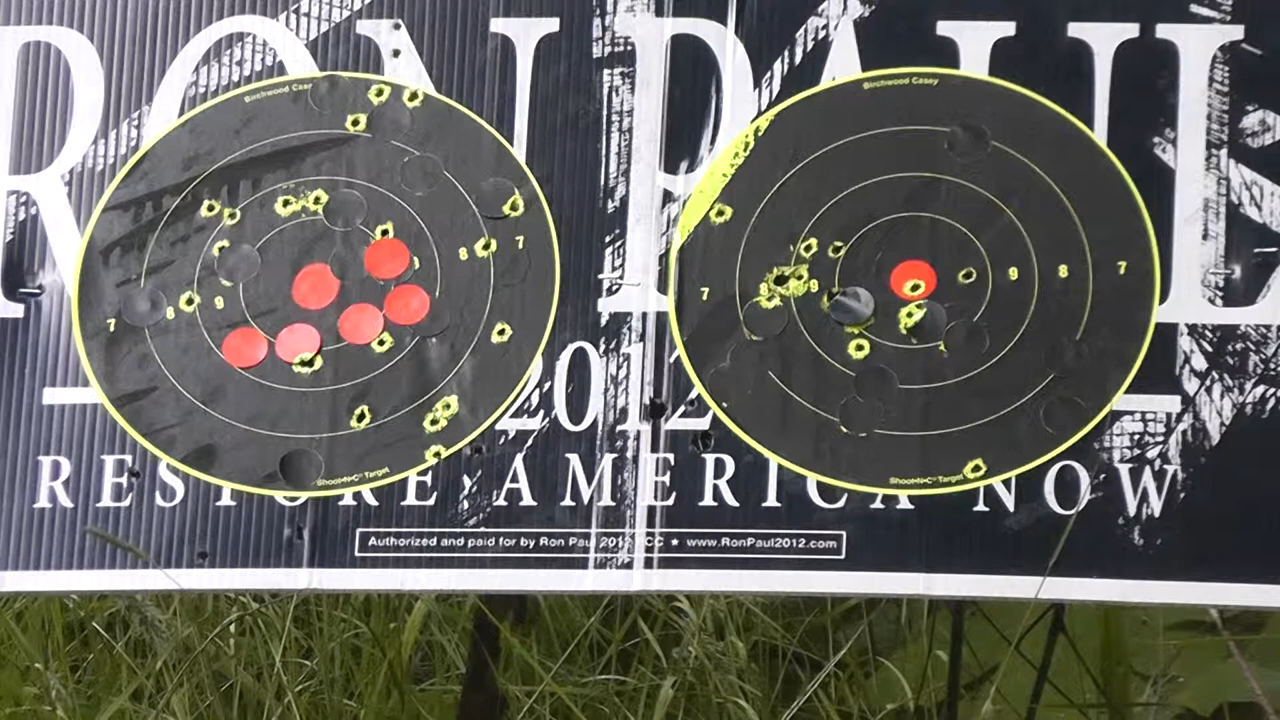 RON PAUL
2012
RESTORE AMERICA NOW
Authorized and paid for by Ron Paul 2012 PCC ★ www.RonPaul2012.com
Birchwood Casey
7 8 9 8 7
Shoot•N•C® Target
Birchwood Casey
7 8 9 9 8 7
Shoot•N•C® Target